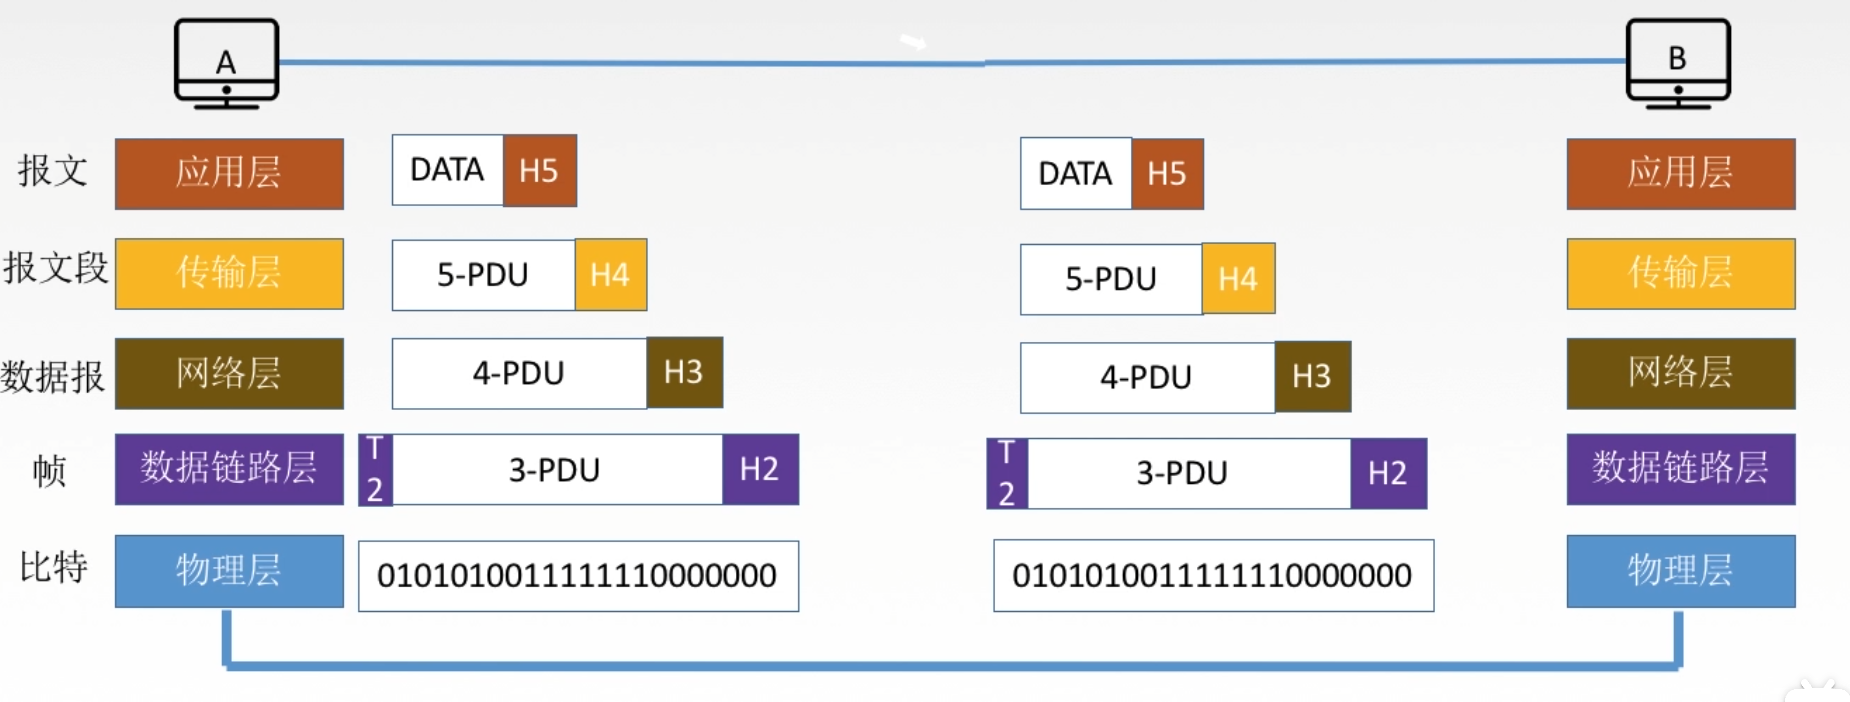 A
B
报文
应用层
DATA
H5
DATA
H5
应用层
报文段
传输层
5-PDU
H4
5-PDU
H4
传输层
数据报
网络层
4-PDU
H3
4-PDU
H3
网络层
帧
数据链路层
T
2
3-PDU
H2
T
2
3-PDU
H2
数据链路层
比特
物理层
0101010011111110000000
0101010011111110000000
物理层